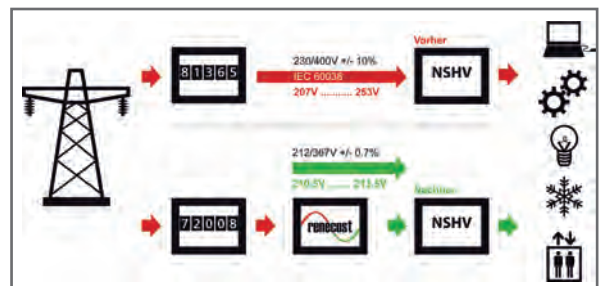 Vorher
81365
230/400V +/- 10%
IEC 60038
207V .......... 253V
NSHV
212/367V +/- 0.7%
210.5V ....... 213.5V
Nachher
72008
renecost
NSHV